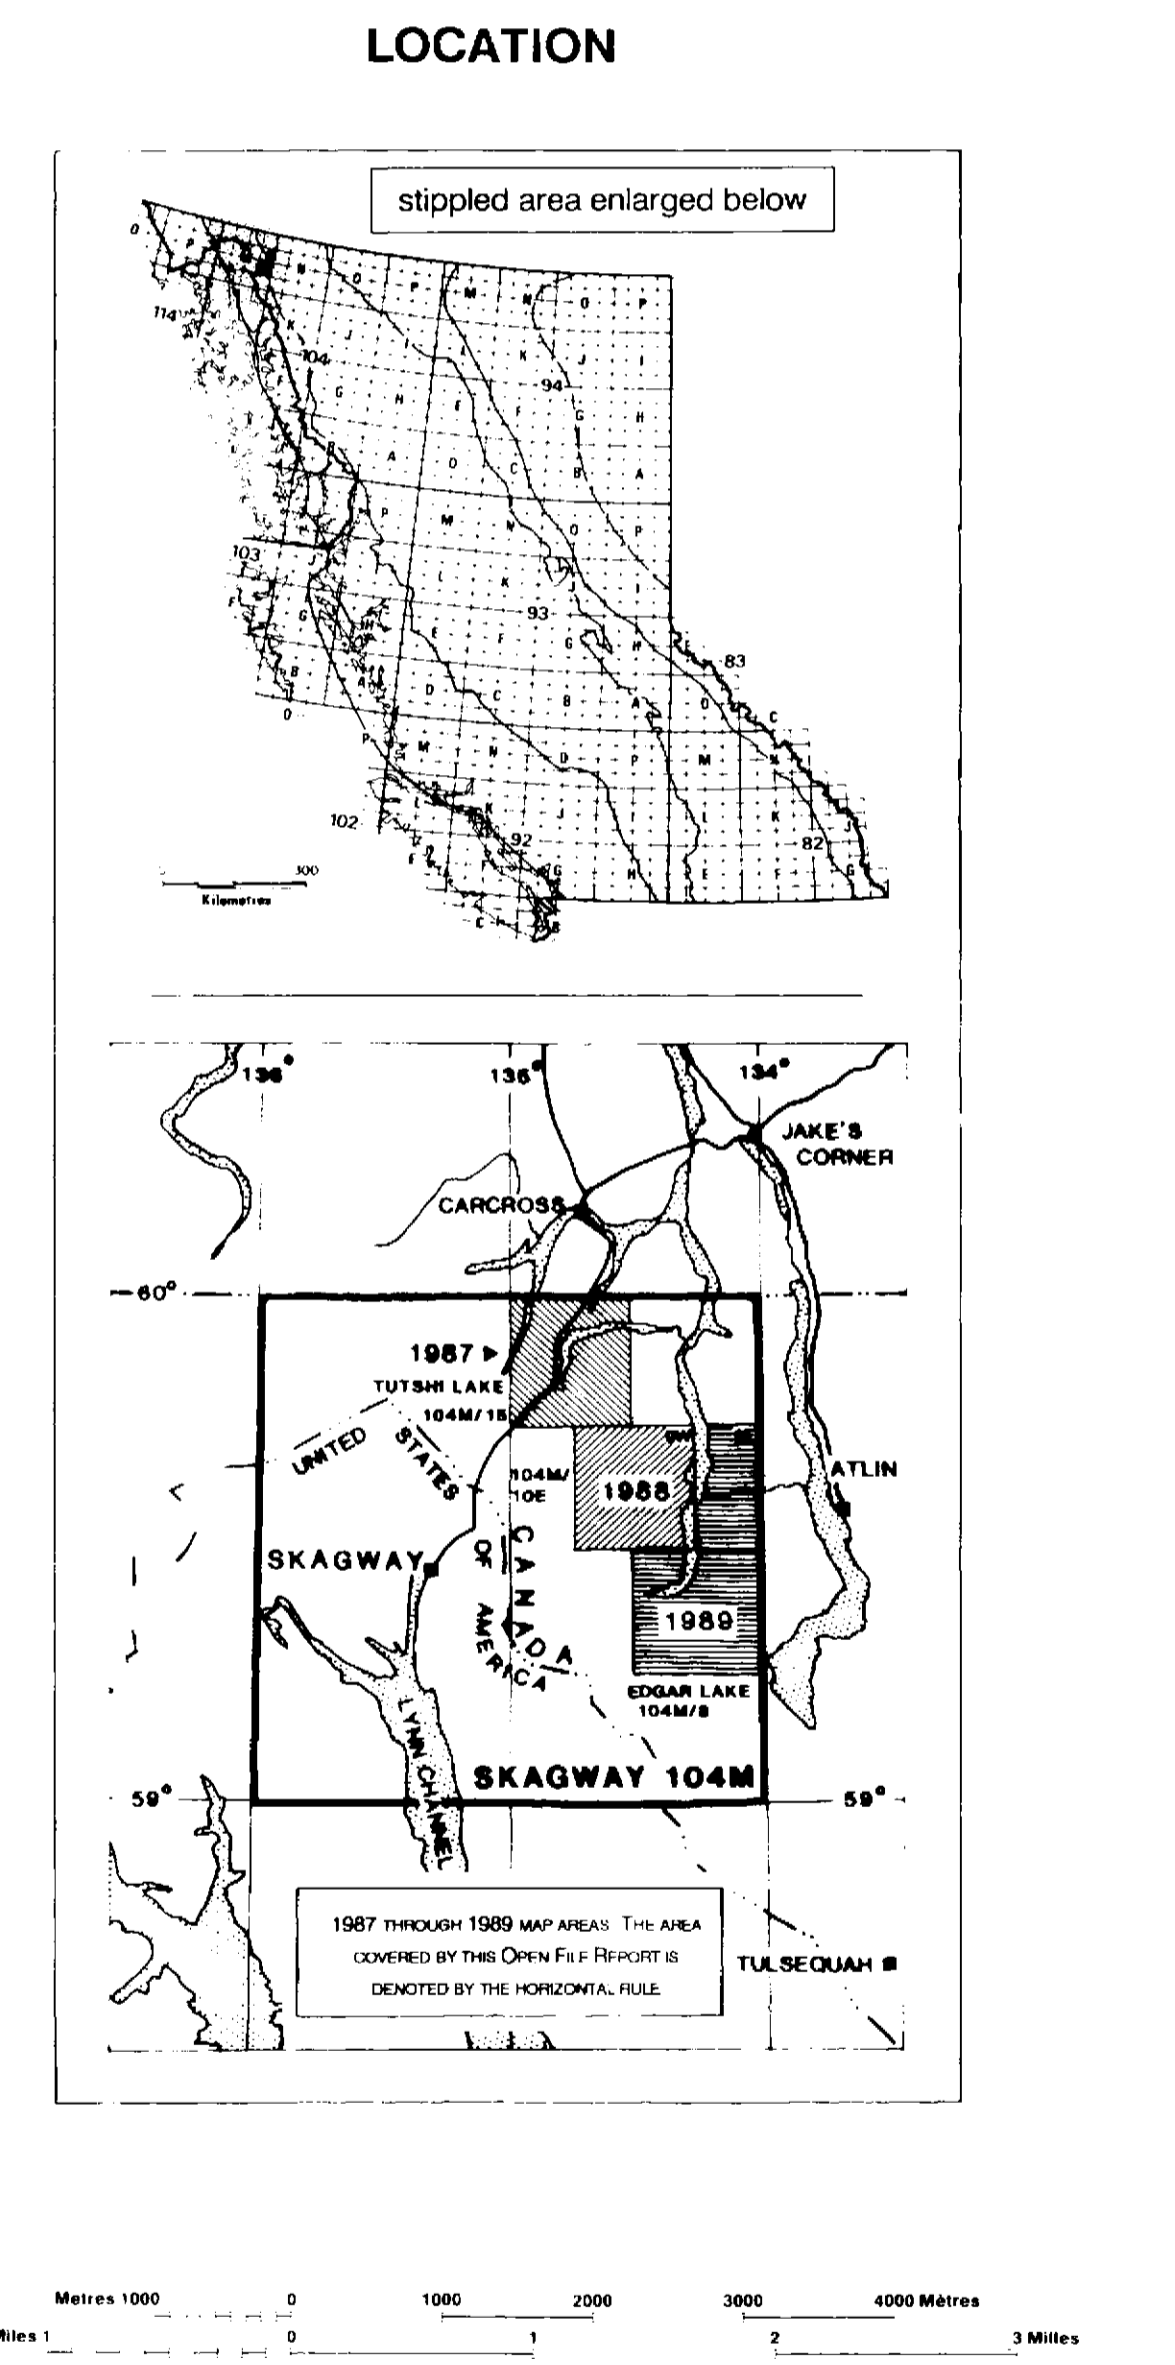 LOCATION
stippled area enlarged below
O
P
N
O
P
M
N
O
P
114
K
J
I
K
J
I
104
94
G
H
E
F
G
H
B
A
D
C
B
A
P
M
N
O
P
103
J
L
K
I
F
G
93
E
F
G
H
E
83
B
A
D
C
B
A
D
C
O
P
M
N
O
P
M
N
102
L
K
J
I
L
K
J
92
82
300
E
F
G
H
E
F
G
Kilometres
C
B
136°
135°
134°
JAKE'S
CORNER
CARCROSS
60°
1987
TUTSHI LAKE
104M/15
UNITED
STATES
OF
AMERICA
CANADA
104M/
10E
SW
SE
1988
ATLIN
SKAGWAY
1989
EDGAR LAKE
104M/8
LYNN CHANNEL
SKAGWAY 104M
59°
59°
1987 THROUGH 1989 MAP AREAS THE AREA
COVERED BY THIS OPEN FILE REPORT IS
DENOTED BY THE HORIZONTAL RULE
TULSEQUAH
Metres 1000 0 1000 2000 3000 4000 Mètres
Miles 1 0 1 2 3 Milles